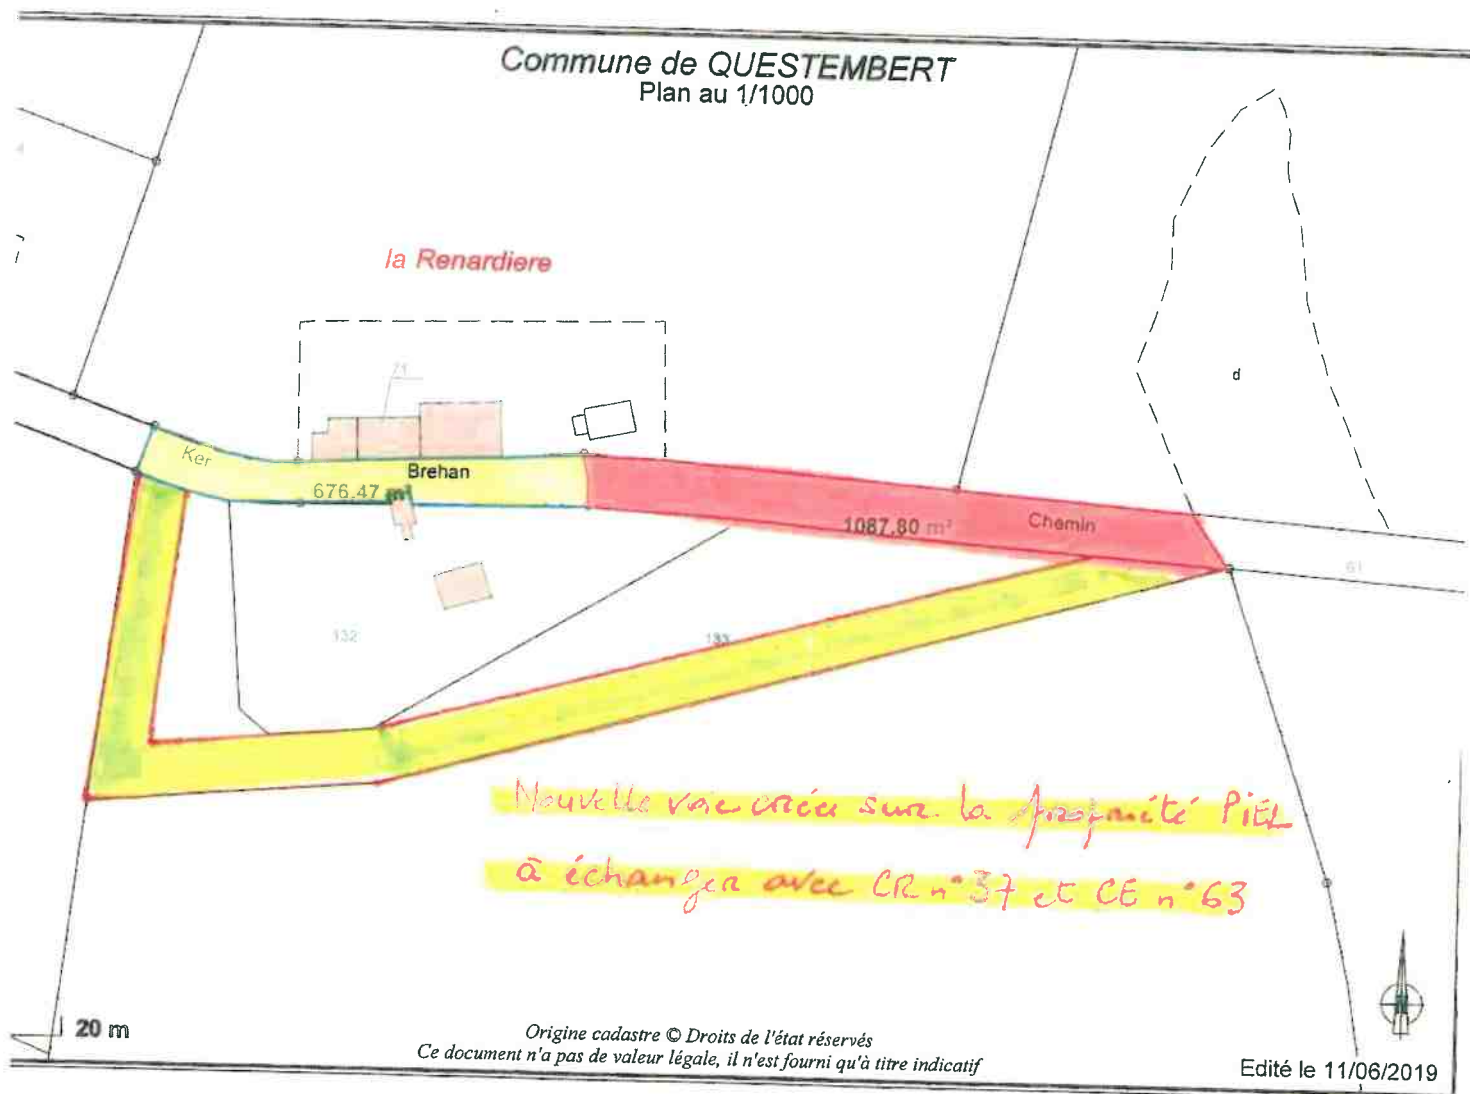 Commune de QUESTEMBERT
Plan au 1/1000
la Renardiere
71
d
Ker
Brehan
676.47 m²
1087.80 m²
Chemin
61
132
133
Nouvelle voie créée sur la propriété PIEL
à échanger avec CR n°37 et CE n°63
20 m
N
Origine cadastre © Droits de l'état réservés
Ce document n'a pas de valeur légale, il n'est fourni qu'à titre indicatif
Edité le 11/06/2019